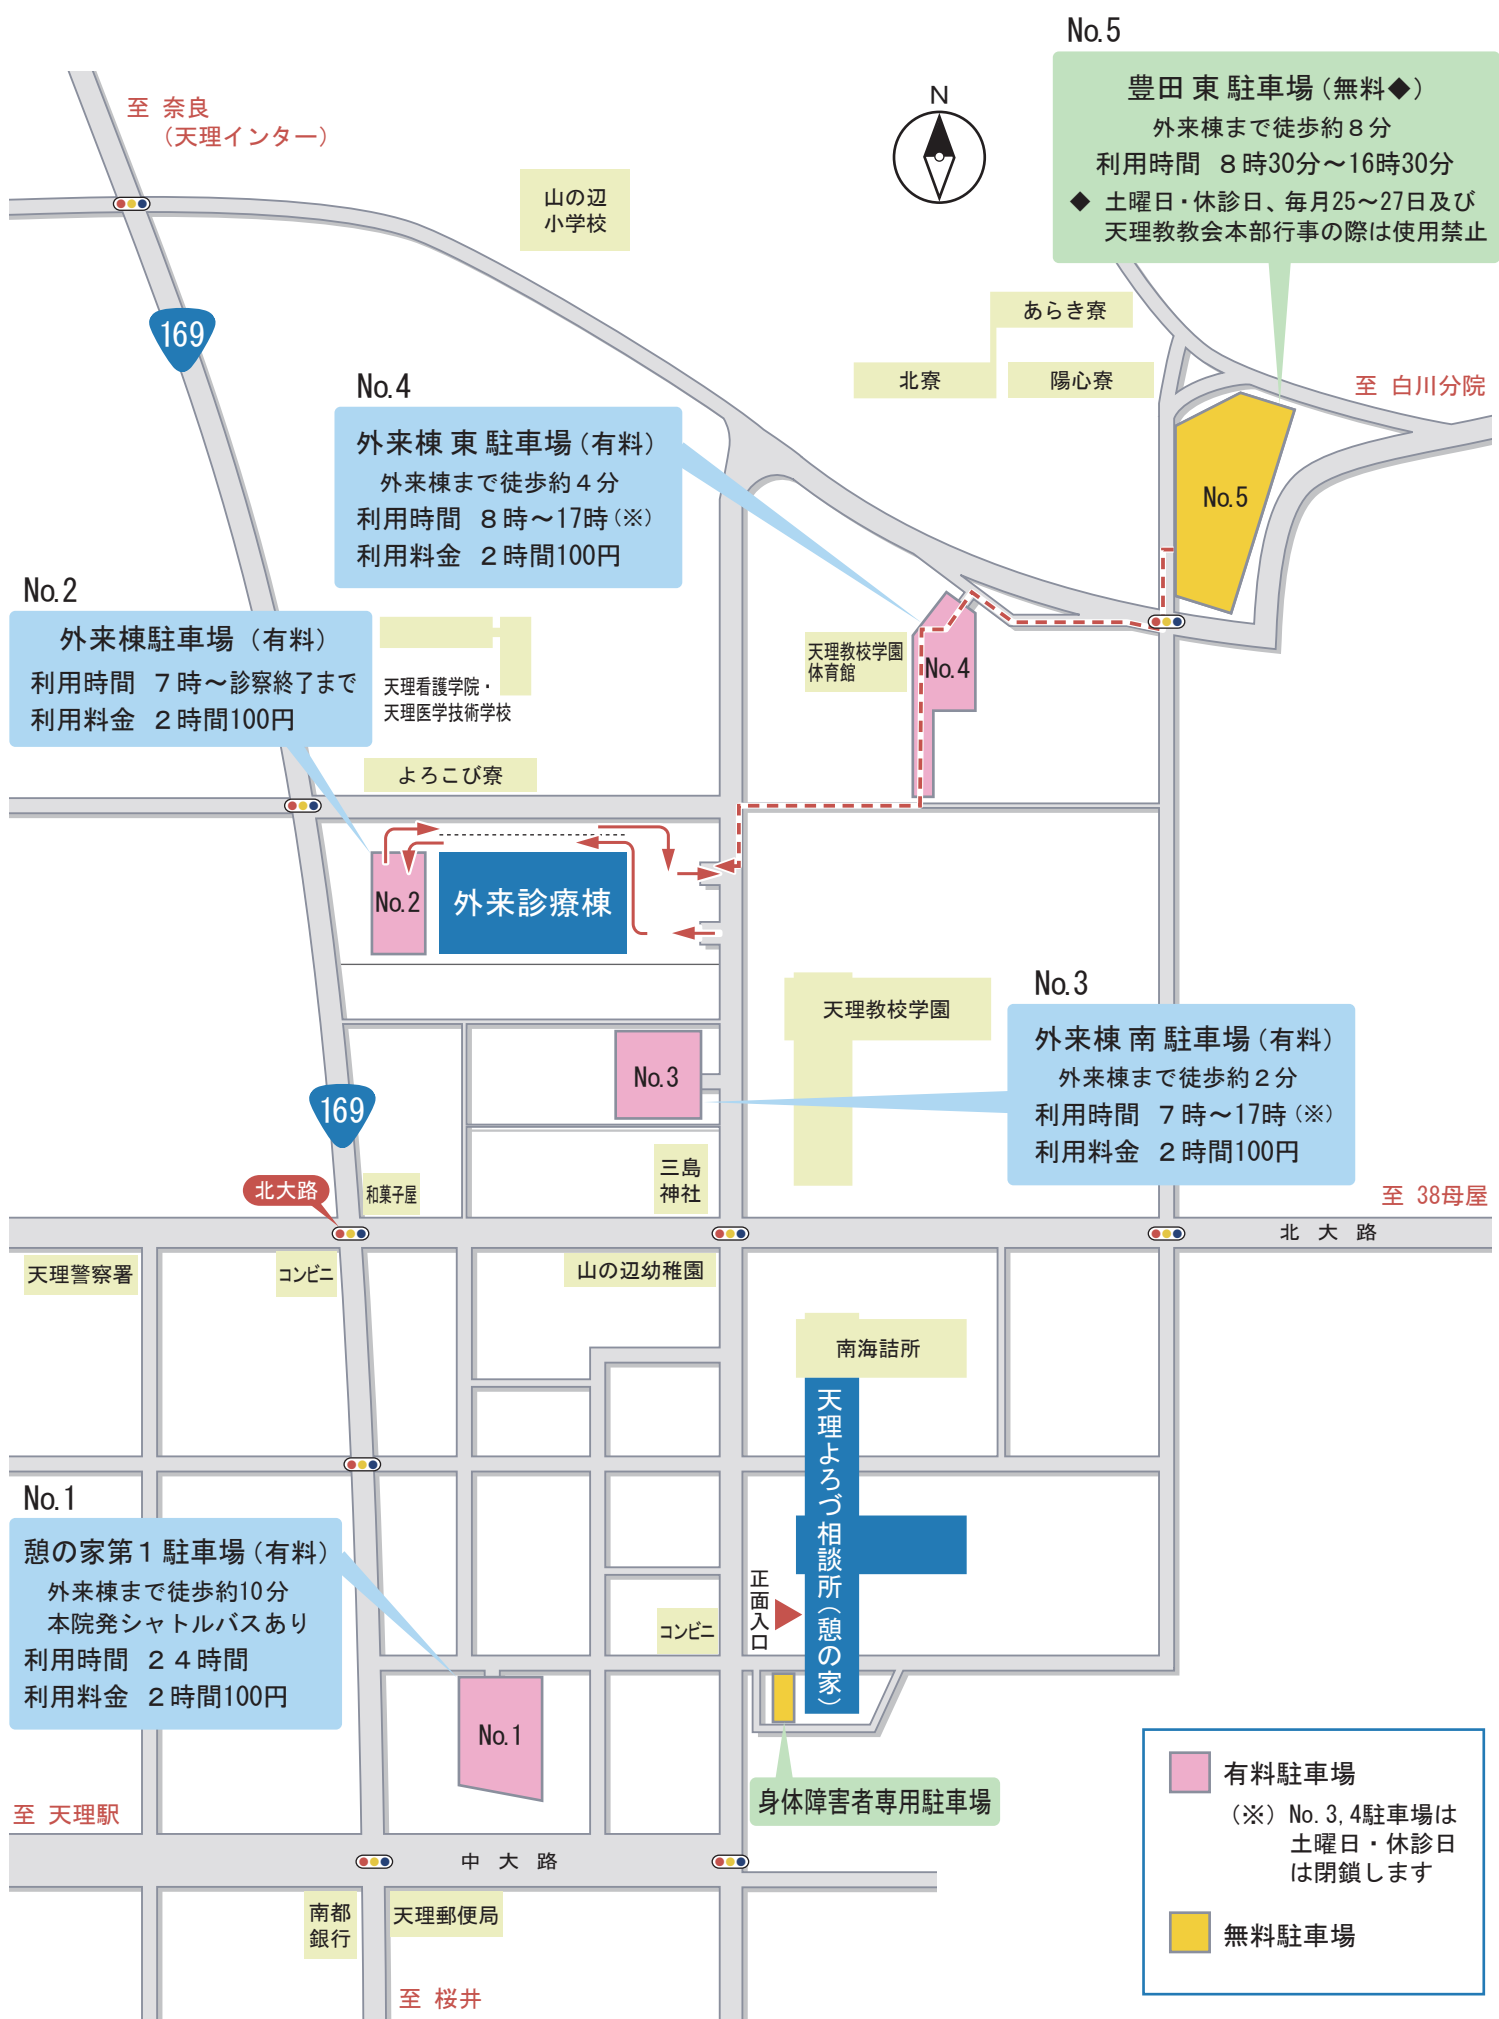 No.5
豊田 東 駐車場(無料◆)
外来棟まで徒歩約8分
利用時間 8時30分～16時30分
◆ 土曜日・休診日、毎月25～27日及び
天理教教会本部行事の際は使用禁止
至 奈良
(天理インター)
N
山の辺
小学校
169
あらき寮
北寮
陽心寮
至 白川分院
No.5
No.4
外来棟 東 駐車場(有料)
外来棟まで徒歩約4分
利用時間 8時～17時(※)
利用料金 2時間100円
No.2
外来棟駐車場 (有料)
利用時間 7時～診察終了まで
利用料金 2時間100円
天理看護学院・
天理医学技術学校
天理教校学園
体育館
No.4
よろこび寮
No.2
外来診療棟
天理教校学園
No.3
外来棟 南 駐車場(有料)
外来棟まで徒歩約2分
利用時間 7時～17時(※)
利用料金 2時間100円
No.3
169
三島
神社
北大路
和菓子屋
至 38母屋
北 大 路
天理警察署
コンビニ
山の辺幼稚園
南海詰所
天理よろづ相談所(憩の家)
No.1
憩の家第1駐車場(有料)
外来棟まで徒歩約10分
本院発シャトルバスあり
利用時間 24時間
利用料金 2時間100円
正面入口
コンビニ
No.1
身体障害者専用駐車場
至 天理駅
中 大 路
南都
銀行
天理郵便局
至 桜井
有料駐車場
(※) No.3,4駐車場は
土曜日・休診日
は閉鎖します
無料駐車場